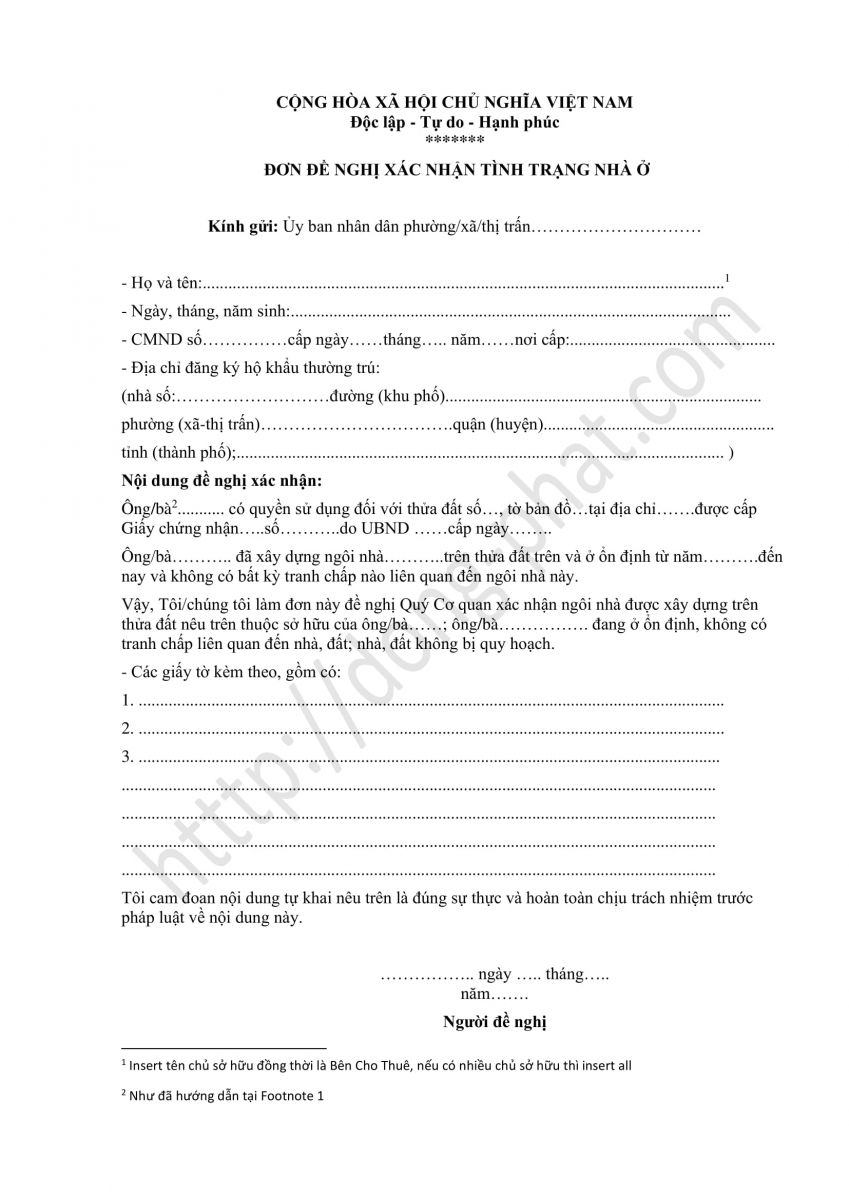 CỘNG HÒA XÃ HỘI CHỦ NGHĨA VIỆT NAM
Độc lập - Tự do - Hạnh phúc
*******
ĐƠN ĐỀ NGHỊ XÁC NHẬN TÌNH TRẠNG NHÀ Ở
Kính gửi: Ủy ban nhân dân phường/xã/thị trấn…………………………
- Họ và tên:..........................................................................................................................1
- Ngày, tháng, năm sinh:.......................................................................................................
- CMND số……………cấp ngày……tháng….. năm……nơi cấp:................................................
- Địa chỉ đăng ký hộ khẩu thường trú:
(nhà số:………………………đường (khu phố)..........................................................................
phường (xã-thị trấn)…………………………….quận (huyện)......................................................
tỉnh (thành phố);.................................................................................................................. )
Nội dung đề nghị xác nhận:
Ông/bà2........... có quyền sử dụng đối với thửa đất số…, tờ bản đồ…tại địa chỉ…….được cấp
Giấy chứng nhận…..số………..do UBND ……cấp ngày……..
Ông/bà……….. đã xây dựng ngôi nhà………..trên thửa đất trên và ở ổn định từ năm……….đến
nay và không có bất kỳ tranh chấp nào liên quan đến ngôi nhà này.
Vậy, Tôi/chúng tôi làm đơn này đề nghị Quý Cơ quan xác nhận ngôi nhà được xây dựng trên
thửa đất nêu trên thuộc sở hữu của ông/bà……; ông/bà……………. đang ở ổn định, không có
tranh chấp liên quan đến nhà, đất; nhà, đất không bị quy hoạch.
- Các giấy tờ kèm theo, gồm có:
1. .........................................................................................................................................
2. .........................................................................................................................................
3. ........................................................................................................................................
...........................................................................................................................................
...........................................................................................................................................
...........................................................................................................................................
...........................................................................................................................................
Tôi cam đoan nội dung tự khai nêu trên là đúng sự thực và hoàn toàn chịu trách nhiệm trước
pháp luật về nội dung này.
…………….. ngày ….. tháng…..
năm…….
Người đề nghị
1 Insert tên chủ sở hữu đồng thời là Bên Cho Thuê, nếu có nhiều chủ sở hữu thì insert all
2 Như đã hướng dẫn tại Footnote 1
htttp://dong-phat.com